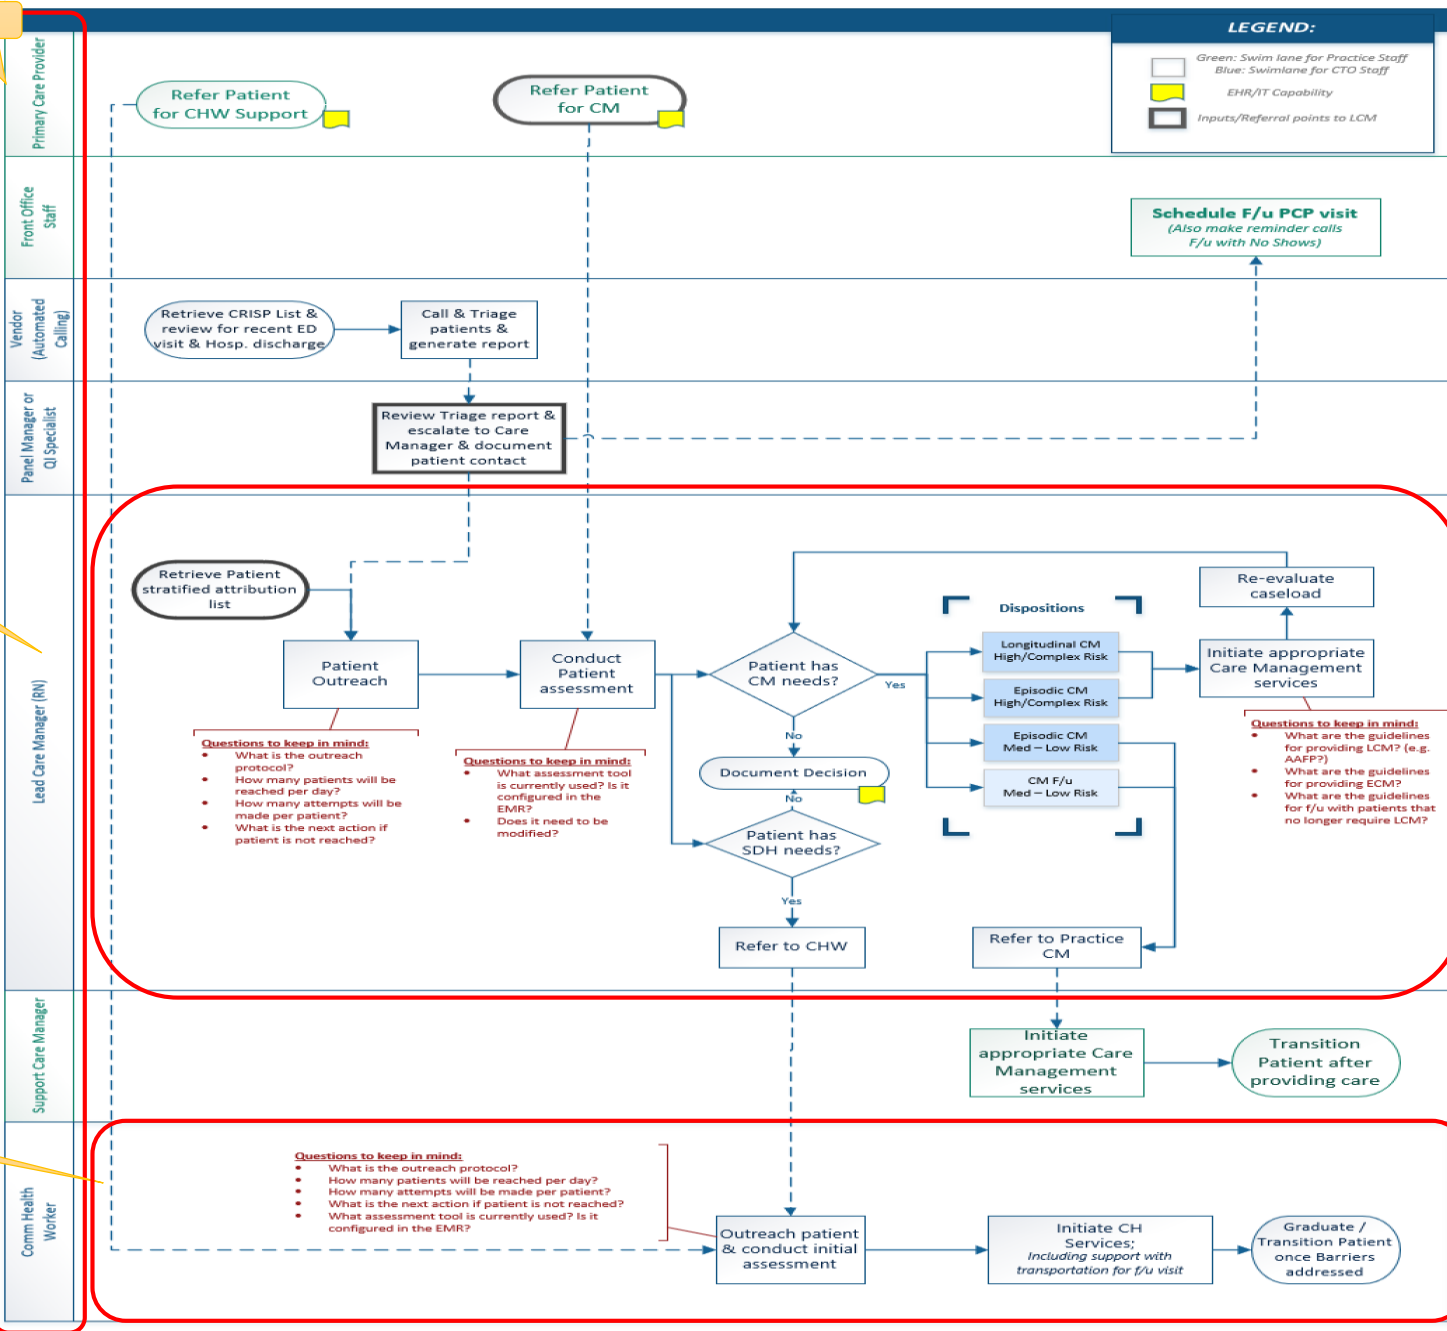 LEGEND:
Green: Swim lane for Practice Staff
Blue: Swimlane for CTO Staff
EHR/IT Capability
Inputs/Referral points to LCM
Primary Care Provider
Refer Patient
for CHW Support
Refer Patient
for CM
Front Office
Staff
Schedule F/u PCP visit
(Also make reminder calls
F/u with No Shows)
Vendor
(Automated
Calling)
Retrieve CRISP List &
review for recent ED
visit & Hosp. discharge
Call & Triage
patients &
generate report
Panel Manager or
QI Specialist
Review Triage report &
escalate to Care
Manager & document
patient contact
Lead Care Manager (RN)
Retrieve Patient
stratified attribution
list
Patient
Outreach
Questions to keep in mind:
• What is the outreach
protocol?
• How many patients will be
reached per day?
• How many attempts will be
made per patient?
• What is the next action if
patient is not reached?
Conduct
Patient
assessment
Questions to keep in mind:
• What assessment tool
is currently used? Is it
configured in the
EMR?
• Does it need to be
modified?
Patient has
CM needs?
Yes
No
Document Decision
No
Patient has
SDH needs?
Yes
Refer to CHW
Dispositions
Longitudinal CM
High/Complex Risk
Episodic CM
High/Complex Risk
Episodic CM
Med – Low Risk
CM F/u
Med – Low Risk
Refer to Practice
CM
Re-evaluate
caseload
Initiate appropriate
Care Management
services
Questions to keep in mind:
• What are the guidelines
for providing LCM? (e.g.
AAFP?)
• What are the guidelines
for providing ECM?
• What are the guidelines
for f/u with patients that
no longer require LCM?
Support Care Manager
Initiate
appropriate Care
Management
services
Transition
Patient after
providing care
Comm Health
Worker
Questions to keep in mind:
• What is the outreach protocol?
• How many patients will be reached per day?
• How many attempts will be made per patient?
• What is the next action if patient is not reached?
• What assessment tool is currently used? Is it
configured in the EMR?
Outreach patient
& conduct initial
assessment
Initiate CH
Services;
Including support with
transportation for f/u visit
Graduate /
Transition Patient
once Barriers
addressed